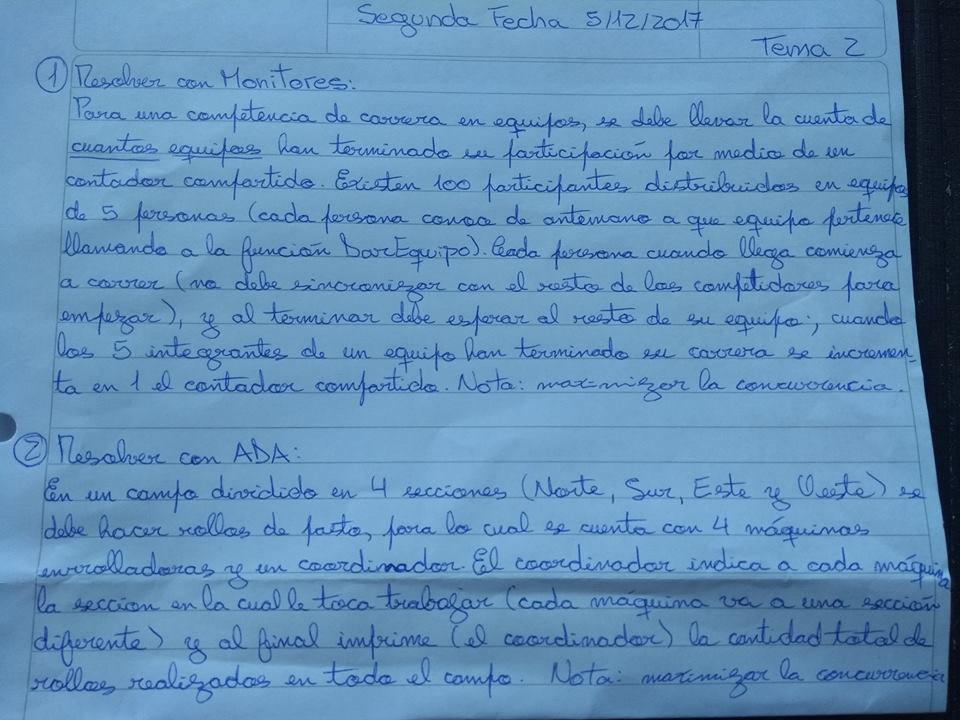 Segunda Fecha 5/12/2017
Tema 2
1 Resolver con Monitores:
Para una competencia de carrera en equipos, se debe llevar la cuenta de
cuantos equipos han terminado su participación por medio de un
contador compartido. Existen 100 participantes distribuidos en equipos
de 5 personas (cada persona conoce de antemano a que equipo pertenece
llamando a la función DarEquipo). Cada persona cuando llega comienza
a correr (no debe sincronizar con el resto de los competidores para
empezar), y al terminar debe esperar al resto de su equipo; cuando
los 5 integrantes de un equipo han terminado su carrera se incremen-
ta en 1 el contador compartido. Nota: maximizar la concurrencia.
2 Resolver con ADA:
En un campo dividido en 4 secciones (Norte, Sur, Este y Oeste) se
debe hacer rollos de pasto, para lo cual se cuenta con 4 máquinas
enrolladoras y un coordinador. El coordinador indica a cada máquina
la seccion en la cual le toca trabajar (cada máquina va a una sección
diferente) y al final imprime (el coordinador) la cantidad total de
rollos realizados en todo el campo. Nota: maximizar la concurrencia